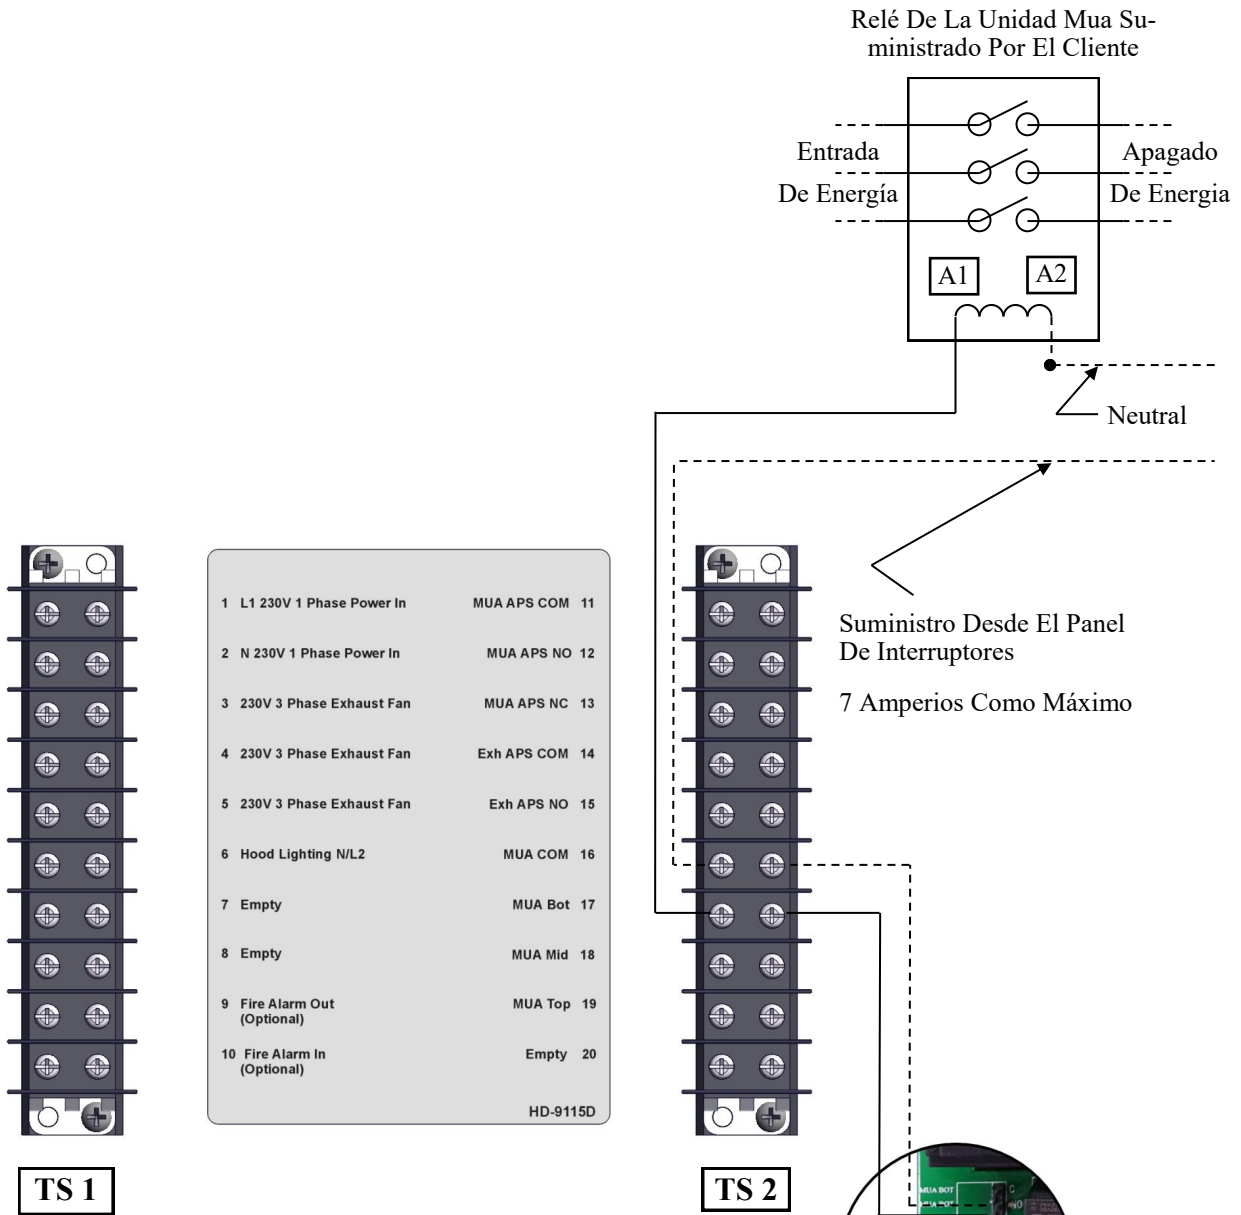 Relé De La Unidad Mua Su-
ministrado Por El Cliente
Entrada
De Energía
Apagado
De Energia
A1
A2
Neutral
Suministro Desde El Panel
De Interruptores
7 Amperios Como Máximo
1 L1 230V 1 Phase Power In
MUA APS COM 11
2 N 230V 1 Phase Power In
MUA APS NO 12
3 230V 3 Phase Exhaust Fan
MUA APS NC 13
4 230V 3 Phase Exhaust Fan
Exh APS COM 14
5 230V 3 Phase Exhaust Fan
Exh APS NO 15
6 Hood Lighting N/L2
MUA COM 16
7 Empty
MUA Bot 17
8 Empty
MUA Mid 18
9 Fire Alarm Out
(Optional)
MUA Top 19
10 Fire Alarm In
(Optional)
Empty 20
HD-9115D
TS 1
TS 2
MUA BOT
C
MUA BOT
NO